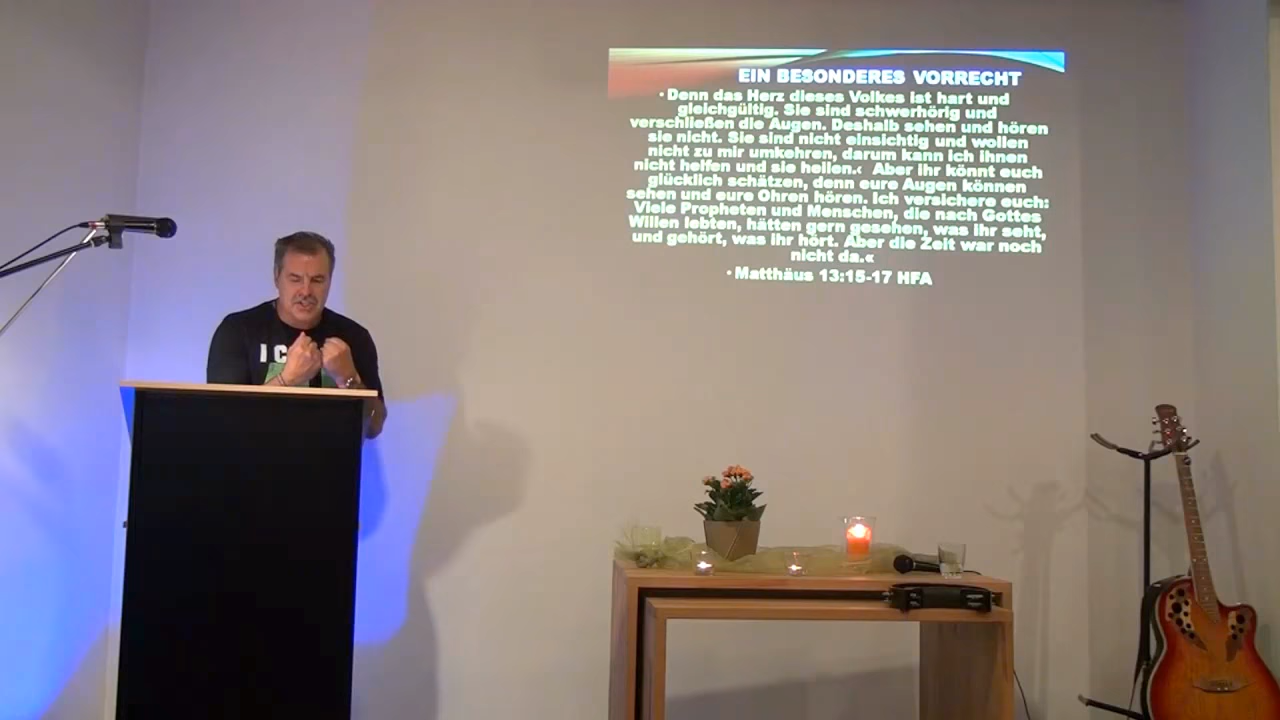 EIN BESONDERES VORRECHT
• Denn das Herz dieses Volkes ist hart und
gleichgültig. Sie sind schwerhörig und
verschließen die Augen. Deshalb sehen und hören
sie nicht. Sie sind nicht einsichtig und wollen
nicht zu mir umkehren, darum kann ich ihnen
nicht helfen und sie heilen.‹ Aber ihr könnt euch
glücklich schätzen, denn eure Augen können
sehen und eure Ohren hören. Ich versichere euch:
Viele Propheten und Menschen, die nach Gottes
Willen lebten, hätten gern gesehen, was ihr seht,
und gehört, was ihr hört. Aber die Zeit war noch
nicht da.«
• Matthäus 13:15-17 HFA
I